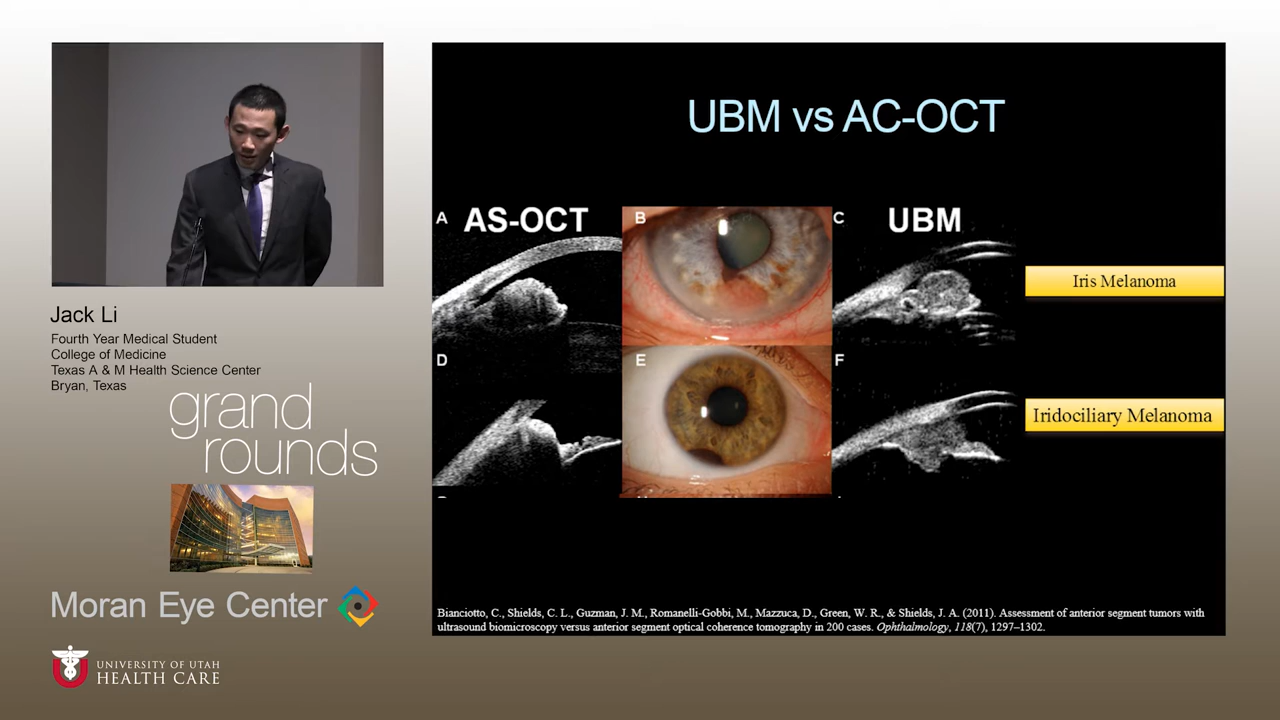 UBM vs AC-OCT
A
AS-OCT
B
C
UBM
Iris Melanoma
D
E
F
Iridociliary Melanoma
Bianciotto, C., Shields, C. L., Guzman, J. M., Romanelli-Gobbi, M., Mazzuca, D., Green, W. R., & Shields, J. A. (2011). Assessment of anterior segment tumors with
ultrasound biomicroscopy versus anterior segment optical coherence tomography in 200 cases. Ophthalmology, 118(7), 1297–1302.
Jack Li
Fourth Year Medical Student
College of Medicine
Texas A & M Health Science Center
Bryan, Texas
grand
rounds
Moran Eye Center
UNIVERSITY OF UTAH
HEALTH CARE